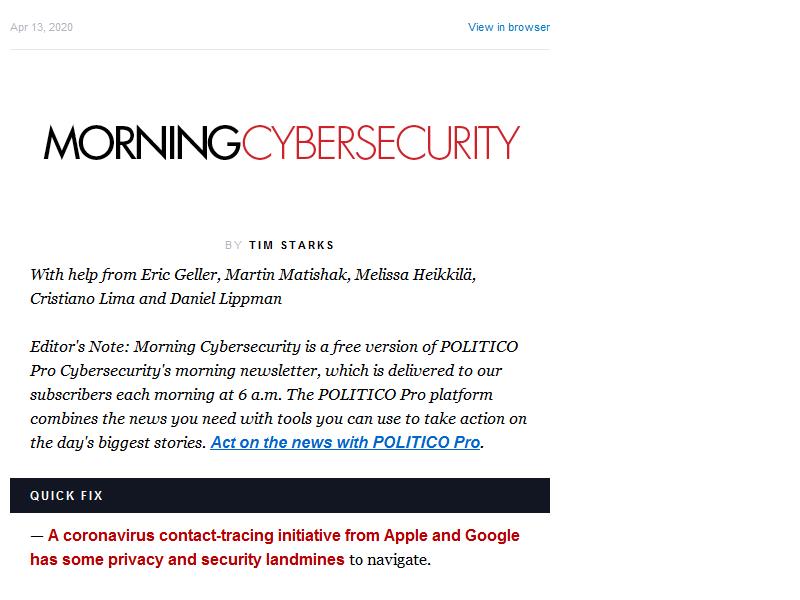 Apr 13, 2020
View in browser
MORNINGCYBERSECURITY
BY TIM STARKS
With help from Eric Geller, Martin Matishak, Melissa Heikkilä,
Cristiano Lima and Daniel Lippman
Editor's Note: Morning Cybersecurity is a free version of POLITICO
Pro Cybersecurity's morning newsletter, which is delivered to our
subscribers each morning at 6 a.m. The POLITICO Pro platform
combines the news you need with tools you can use to take action on
the day's biggest stories. Act on the news with POLITICO Pro.
QUICK FIX
— A coronavirus contact-tracing initiative from Apple and Google
has some privacy and security landmines to navigate.